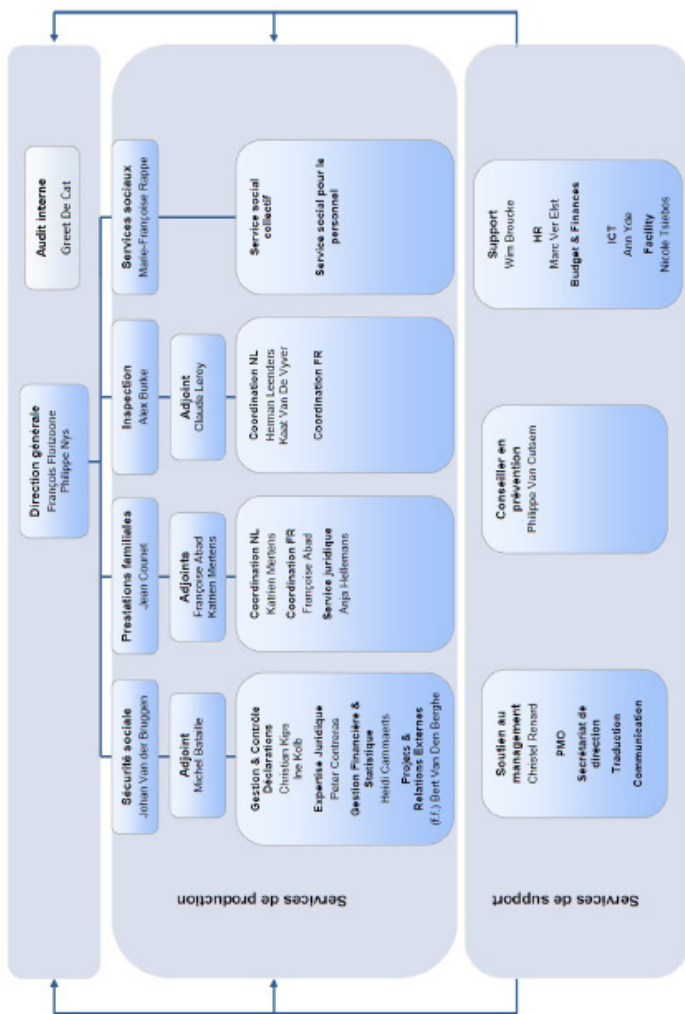 Direction générale
François Florizoone
Philippe Nys
Audit interne
Greet De Cat
Services de production
Sécurité sociale
Johan Van der Bruggen
Adjoint
Michel Bataille
Gestion & Contrôle
Déclarations
Christian Kips
Ine Kolb
Expertise Juridique
Peter Contreras
Gestion Financière &
Statistique
Heidi Cammaerts
Projets &
Relations Externes
(f.f.) Bert Van Den Berghe
Prestations familiales
Jean Counet
Adjoints
Françoise Abad
Katrien Mertens
Coordination NL
Katrien Mertens
Coordination FR
Françoise Abad
Service juridique
Anja Hellemans
Inspection
Alex Burke
Adjoint
Claude Leroy
Coordination NL
Herman Leenders
Kaat Van De Vyver
Coordination FR
Services sociaux
Marie-Françoise Rappe
Service social
collectif
Service social pour le
personnel
Services de support
Soutien au
management
Christel Renard
PMO
Secrétariat de
direction
Traduction
Communication
Conseiller en
prévention
Philippe Van Cutsem
Support
Wim Broucke
HR
Marc Ver Elst
Budget & Finances
ICT
Ann Yde
Facility
Nicole Tsiebos